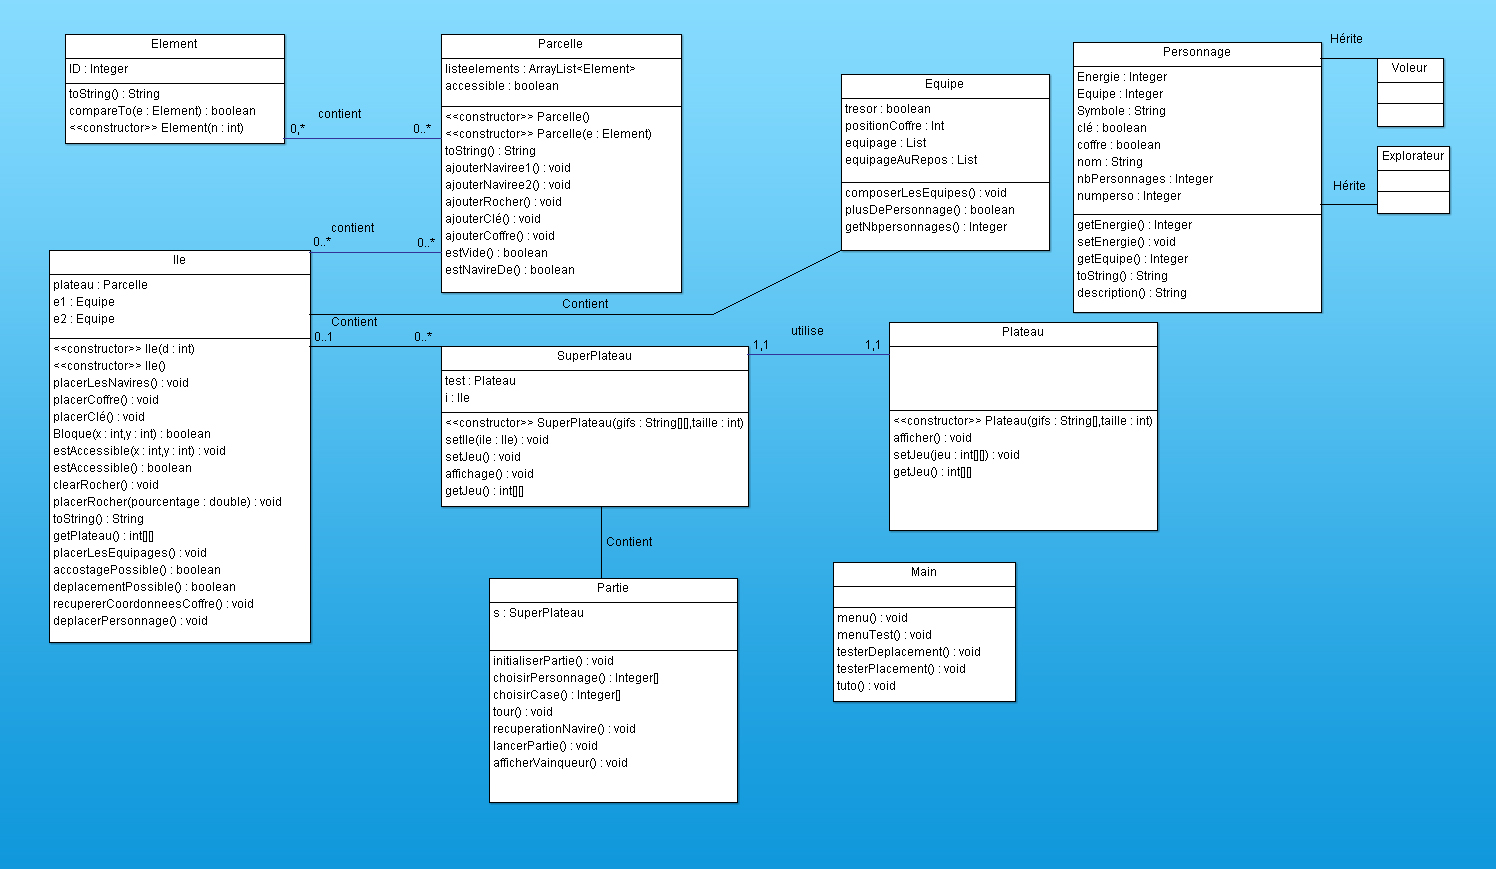 Element
ID : Integer
toString() : String
compareTo(e : Element) : boolean
<<constructor>> Element(n : int)
contient
0,*
0..*
Parcelle
listeelements : ArrayList<Element>
accessible : boolean
<<constructor>> Parcelle()
<<constructor>> Parcelle(e : Element)
toString() : String
ajouterNaviree1() : void
ajouterNaviree2() : void
ajouterRocher() : void
ajouterClé() : void
ajouterCoffre() : void
estVide() : boolean
estNavireDe() : boolean
Equipe
tresor : boolean
positionCoffre : Int
equipage : List
equipageAuRepos : List
composerLesEquipes() : void
plusDePersonnage() : boolean
getNbpersonnages() : Integer
Personnage
Energie : Integer
Equipe : Integer
Symbole : String
clé : boolean
coffre : boolean
nom : String
nbPersonnages : Integer
numperso : Integer
getEnergie() : Integer
setEnergie() : void
getEquipe() : Integer
toString() : String
description() : String
Hérite
Voleur
Explorateur
Hérite
contient
0..*
0..*
Ile
plateau : Parcelle
e1 : Equipe
e2 : Equipe
<<constructor>> Ile(d : int)
<<constructor>> Ile()
placerLesNavires() : void
placerCoffre() : void
placerClé() : void
Bloque(x : int,y : int) : boolean
estAccessible(x : int,y : int) : void
estAccessible() : boolean
clearRocher() : void
placerRocher(pourcentage : double) : void
toString() : String
getPlateau() : int[][]
placerLesEquipages() : void
accostagePossible() : boolean
deplacementPossible() : boolean
recupererCoordonneesCoffre() : void
deplacerPersonnage() : void
Contient
Contient
0..1
0..*
SuperPlateau
test : Plateau
i : Ile
<<constructor>> SuperPlateau(gifs : String[][],taille : int)
setIle(ile : Ile) : void
setJeu() : void
affichage() : void
getJeu() : int[][]
utilise
1,1
1,1
Plateau
<<constructor>> Plateau(gifs : String[],taille : int)
afficher() : void
setJeu(jeu : int[][]) : void
getJeu() : int[][]
Contient
Partie
s : SuperPlateau
initialiserPartie() : void
choisirPersonnage() : Integer[]
choisirCase() : Integer[]
tour() : void
recuperationNavire() : void
lancerPartie() : void
afficherVainqueur() : void
Main
menu() : void
menuTest() : void
testerDeplacement() : void
testerPlacement() : void
tuto() : void